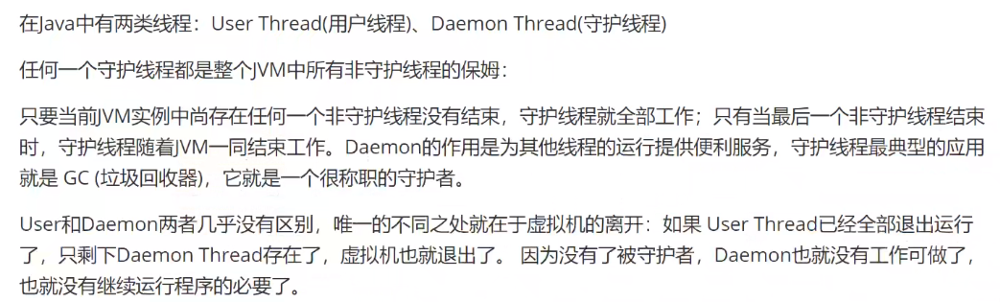 在Java中有两类线程：User Thread(用户线程)、Daemon Thread(守护线程)
任何一个守护线程都是整个JVM中所有非守护线程的保姆：
只要当前JVM实例中尚存在任何一个非守护线程没有结束，守护线程就全部工作；只有当最后一个非守护线程结束
时，守护线程随着JVM一同结束工作。Daemon的作用是为其他线程的运行提供便利服务，守护线程最典型的应用
就是 GC (垃圾回收器)，它就是一个很称职的守护者。
User和Daemon两者几乎没有区别，唯一的不同之处就在于虚拟机的离开：如果 User Thread已经全部退出运行
了，只剩下Daemon Thread存在了，虚拟机也就退出了。 因为没有了被守护者，Daemon也就没有工作可做了，
也就没有继续运行程序的必要了。